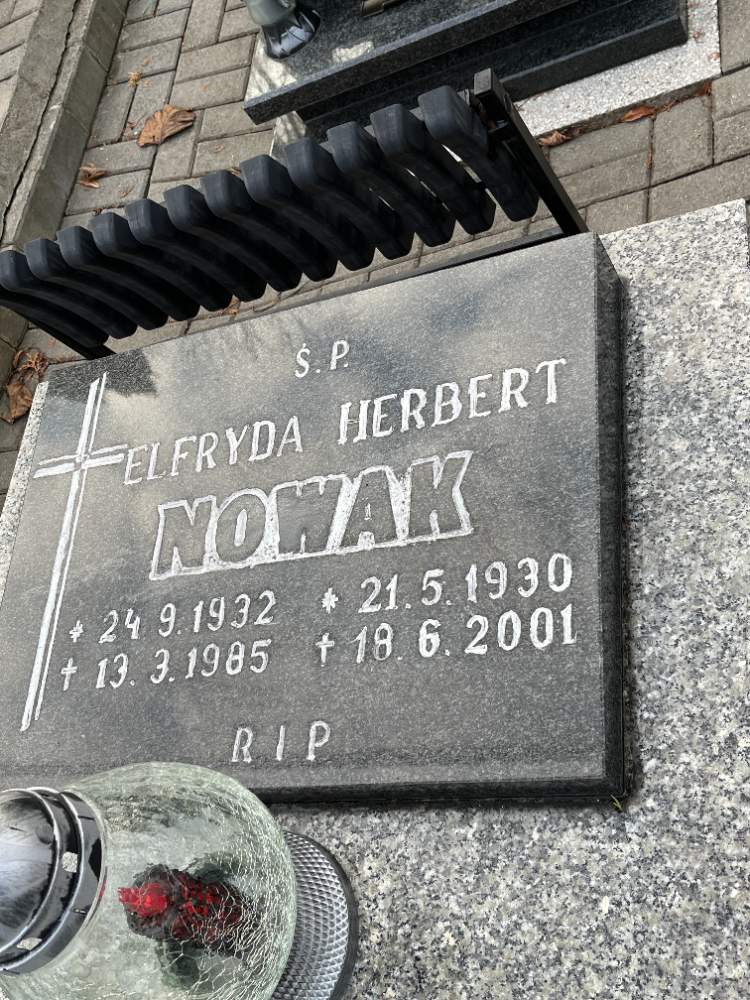 Ś.P.
ELFRYDA HERBERT
NOWAK
* 24.9.1932 * 21.5.1930
† 13.3.1985 † 18.6.2001
RIP